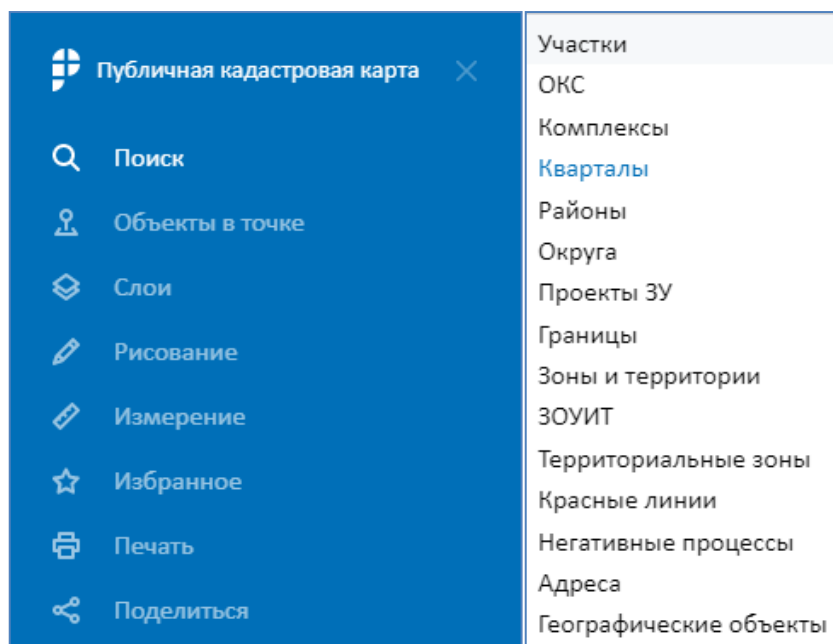 Публичная кадастровая карта
Поиск
Объекты в точке
Слои
Рисование
Измерение
Избранное
Печать
Поделиться
Участки
ОКС
Комплексы
Кварталы
Районы
Округа
Проекты ЗУ
Границы
Зоны и территории
ЗОУИТ
Территориальные зоны
Красные линии
Негативные процессы
Адреса
Географические объекты